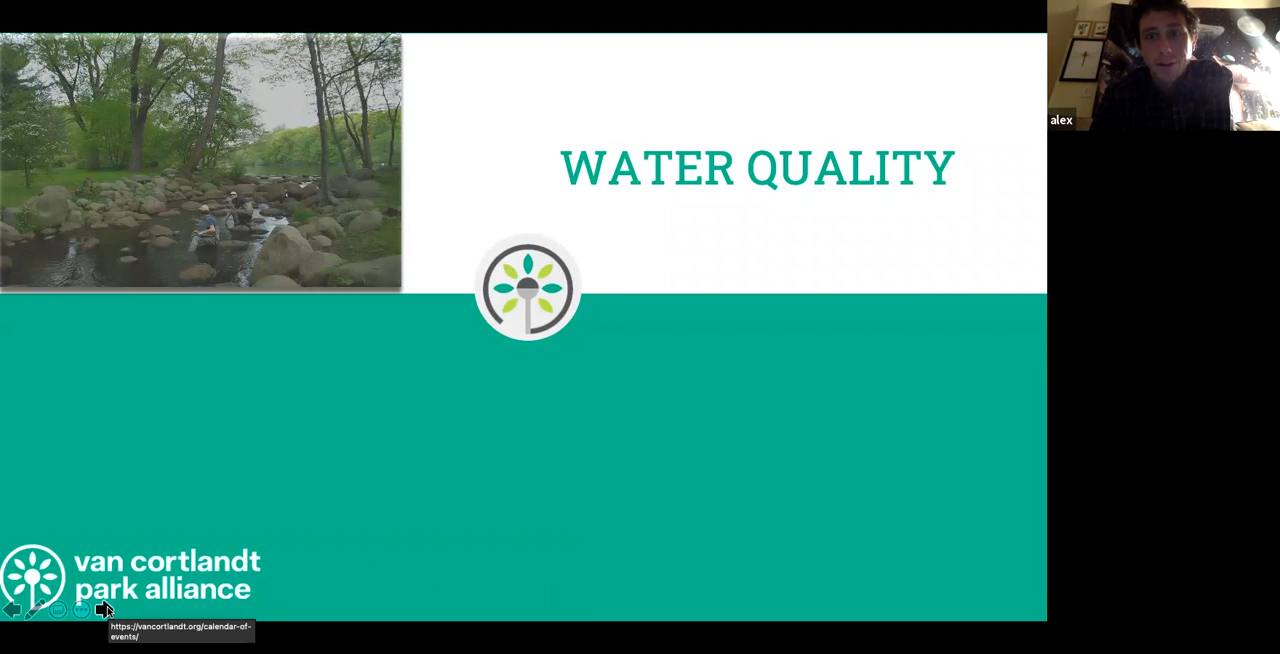 WATER QUALITY
alex
van cortlandt
park alliance
https://vancortlandt.org/calendar-of-
events/